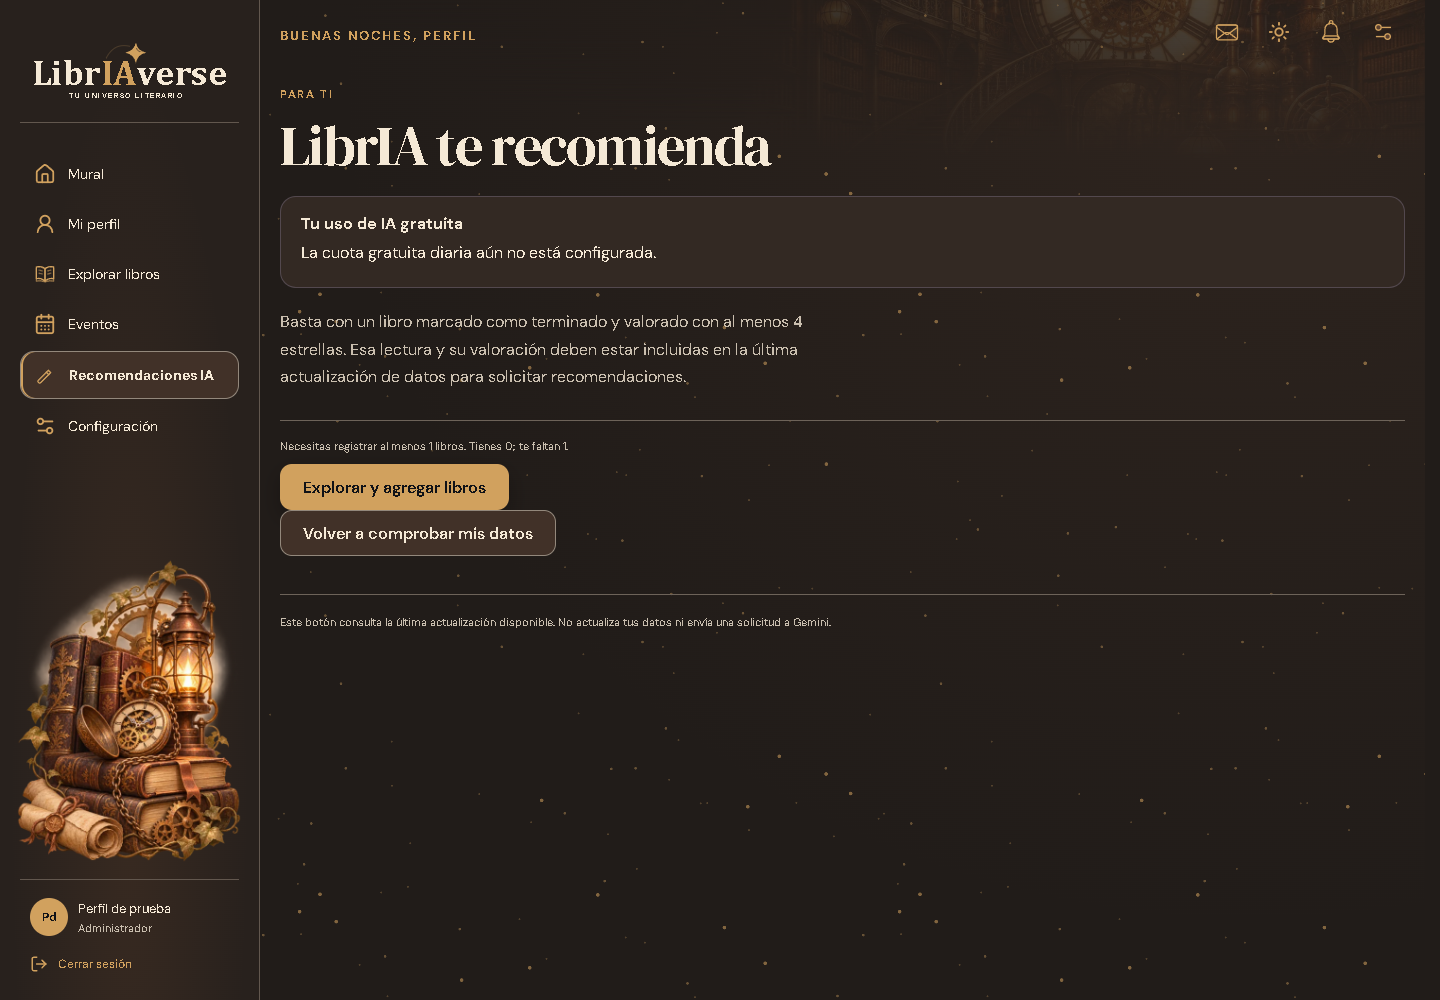 LibrIAverse
TU UNIVERSO LITERARIO
Mural
Mi perfil
Explorar libros
Eventos
Recomendaciones IA
Configuración
Pd
Perfil de prueba
Administrador
Cerrar sesión
BUENAS NOCHES, PERFIL
PARA TI
LibrIA te recomienda
Tu uso de IA gratuita
La cuota gratuita diaria aún no está configurada.
Basta con un libro marcado como terminado y valorado con al menos 4
estrellas. Esa lectura y su valoración deben estar incluidas en la última
actualización de datos para solicitar recomendaciones.
Necesitas registrar al menos 1 libros. Tienes 0; te faltan 1.
Explorar y agregar libros
Volver a comprobar mis datos
Este botón consulta la última actualización disponible. No actualiza tus datos ni envía una solicitud a Gemini.